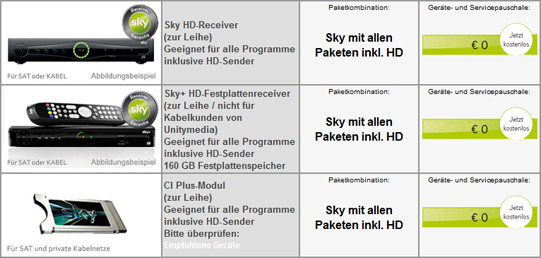 sky
Receiver
Garantie
Für SAT oder KABEL
Abbildungsbeispiel
Sky HD-Receiver
(zur Leihe)
Geeignet für alle Programme
inklusive HD-Sender
Paketkombination:
Sky mit allen
Paketen inkl. HD
Geräte- und Servicepauschale:
€ 0
Jetzt
kostenlos
sky
Receiver
Garantie
Für SAT oder KABEL
Abbildungsbeispiel
Sky+ HD-Festplattenreceiver
(zur Leihe / nicht für
Kabelkunden von
Unitymedia)
Geeignet für alle Programme
inklusive HD-Sender
160 GB Festplattenspeicher
Paketkombination:
Sky mit allen
Paketen inkl. HD
Geräte- und Servicepauschale:
€ 0
Jetzt
kostenlos
Für SAT und private Kabelnetze
CI Plus-Modul
(zur Leihe)
Geeignet für alle Programme
inklusive HD-Sender
Bitte überprüfen:
Empfohlene Geräte
Paketkombination:
Sky mit allen
Paketen inkl. HD
Geräte- und Servicepauschale:
€ 0
Jetzt
kostenlos